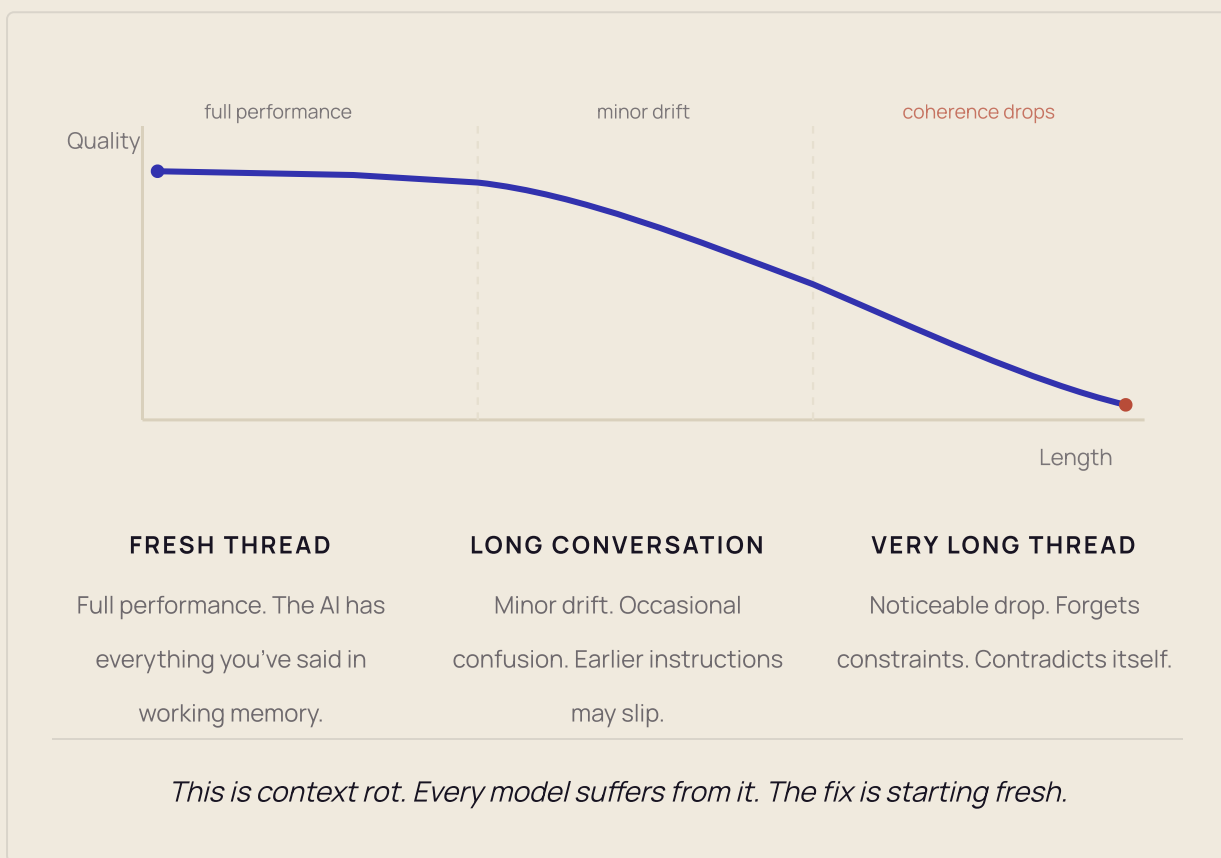 full performance
minor drift
coherence drops
Quality
Length
FRESH THREAD
Full performance. The AI has
everything you've said in
working memory.
LONG CONVERSATION
Minor drift. Occasional
confusion. Earlier instructions
may slip.
VERY LONG THREAD
Noticeable drop. Forgets
constraints. Contradicts itself.
This is context rot. Every model suffers from it. The fix is starting fresh.